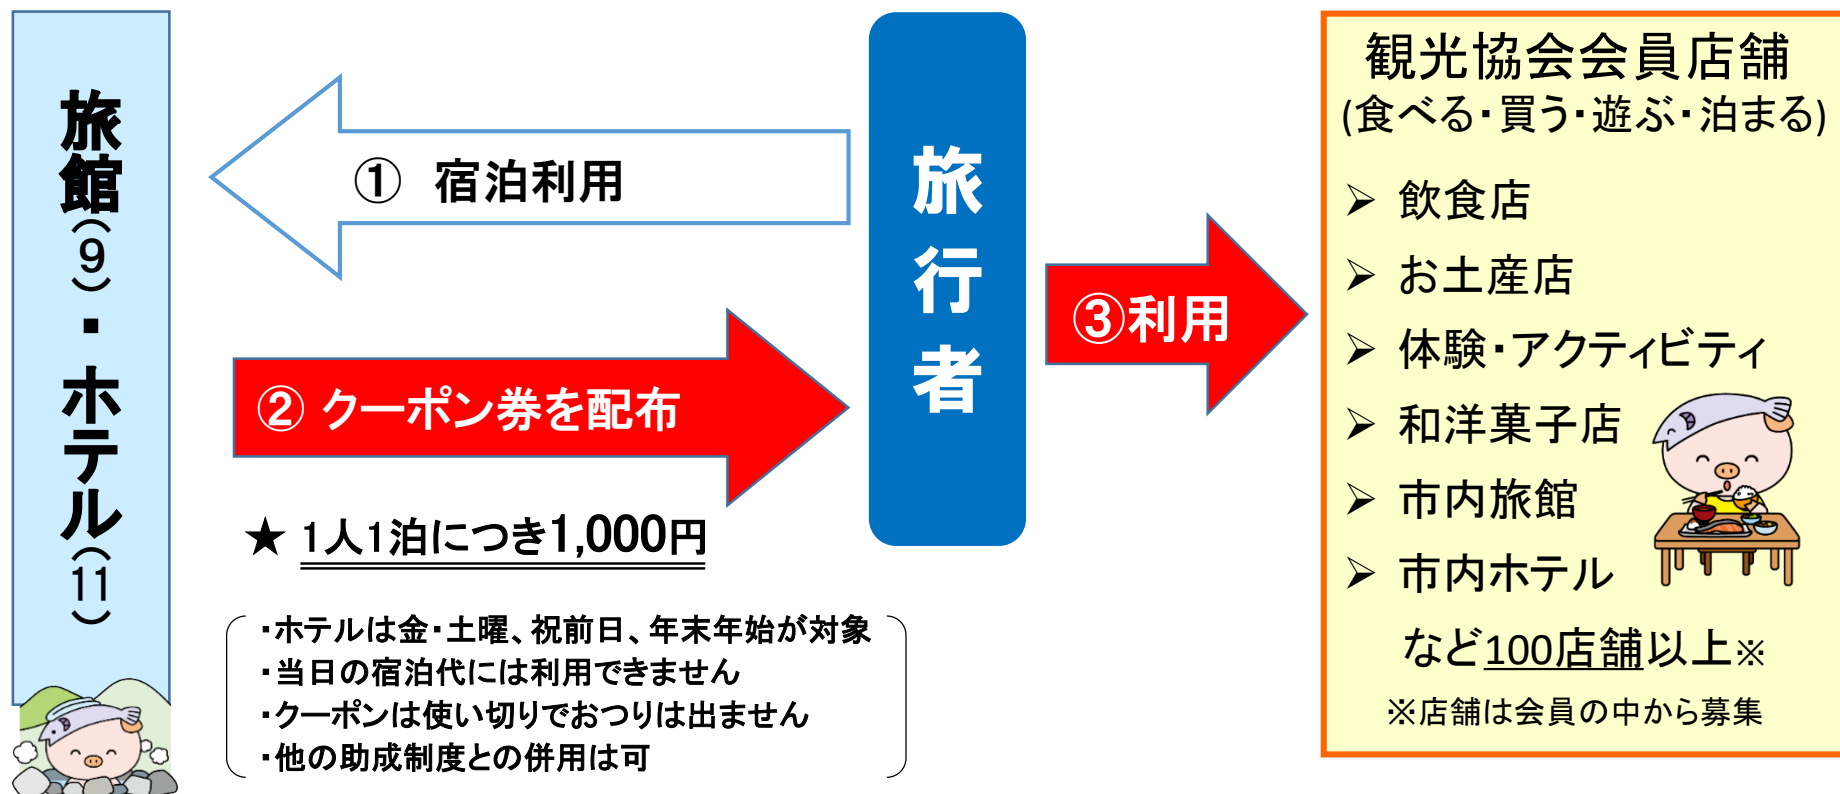 旅館(9)・ホテル(11)
① 宿泊利用
② クーポン券を配布
★ 1人1泊につき1,000円
・ホテルは金・土曜、祝前日、年末年始が対象
・当日の宿泊代には利用できません
・クーポンは使い切りでおつりは出ません
・他の助成制度との併用は可
旅行者
③利用
観光協会会員店舗
(食べる・買う・遊ぶ・泊まる)
➢ 飲食店
➢ お土産店
➢ 体験・アクティビティ
➢ 和洋菓子店
➢ 市内旅館
➢ 市内ホテル
など100店舗以上※
※店舗は会員の中から募集